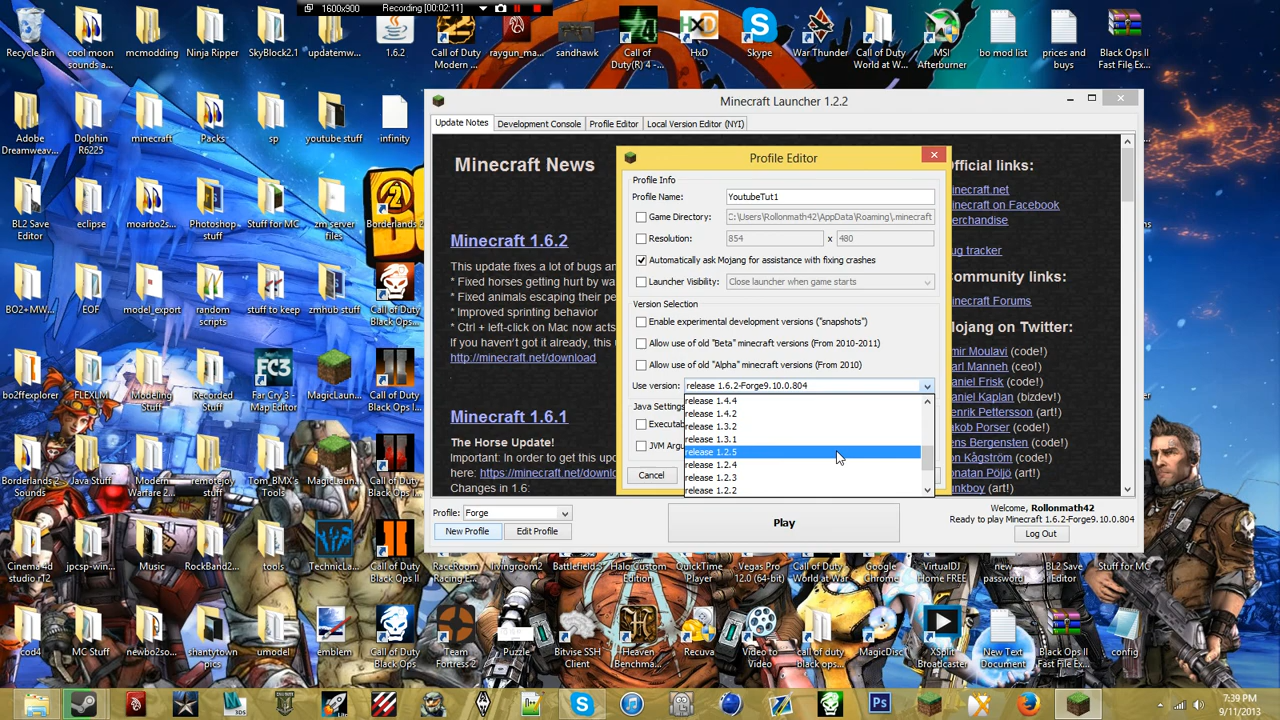 1600x900 Recording [00:02:11]
Recycle Bin
cool moon sounds a...
mcmodding
Ninja Ripper
SkyBlock2.1
updatemw...
1.6.2
Call of Duty Modern ...
raygun_ma...
sandhawk
Call of Duty(R) 4 -...
HxD
Skype
War Thunder
Call of Duty World at W...
MSI Afterburner
bo mod list
prices and buys
Black Ops II Fast File Ex...
Adobe Dreamweav...
Dolphin R6225
minecraft
Packs
sp
youtube stuff
infinity
BL2 Save Editor
eclipse
moarbo2s...
Photoshop stuff
Stuff for MC
zm server files
Borderlands 2
BO2+MW...
EOF
model_export
random scripts
stuff to keep
zmhub stuff
Call of Duty Black Ops...
bo2ffexplorer
FLEXLM
Modeling Stuff
Recorded Stuff
Far Cry 3 - Map Editor
MagicLaun...
Call of Duty Black Ops I...
Borderlands 2 Sounds
Java Stuff
Modern Warfare 2...
remotejoy stuff
Tom_BMX's Tools
MagicLaun...
Call of Duty Black Ops I...
Cinema 4d studio r12
jpcsp-win...
Music
RockBand2...
tools
TechnicLa...
Call of Duty Black Ops II
cod4
MC Stuff
newbo2so...
shantytown pics
umodel
emblem
Call of Duty Black Ops
Minecraft Launcher 1.2.2
Update Notes
Development Console
Profile Editor
Local Version Editor (NYI)
Minecraft News
Minecraft 1.6.2
This update fixes a lot of bugs an
* Fixed horses getting hurt by wa
* Fixed animals escaping their pe
* Improved sprinting behavior
* Ctrl + left-click on Mac now acts
If you haven't got it already, this u
http://minecraft.net/download
Minecraft 1.6.1
The Horse Update!
Important: In order to get this upd
here: https://minecraft.net/downlo
Changes in 1.6:
Profile Editor
Profile Info
Profile Name: YoutubeTut1
Game Directory: C:\Users\Rollonmath42\AppData\Roaming\.minecraft
Resolution: 854 x 480
Automatically ask Mojang for assistance with fixing crashes
Launcher Visibility: Close launcher when game starts
Version Selection
Enable experimental development versions ("snapshots")
Allow use of old "Beta" minecraft versions (From 2010-2011)
Allow use of old "Alpha" minecraft versions (From 2010)
Use version: release 1.6.2-Forge9.10.0.804
release 1.4.4
release 1.4.2
release 1.3.2
release 1.3.1
release 1.2.5
release 1.2.4
release 1.2.3
release 1.2.2
Java Settings
Executab
JVM Argu
Cancel
Official links:
inecraft.net
inecraft on Facebook
erchandise
ug tracker
Community links:
inecraft Forums
Mojang on Twitter:
mir Moulavi (code!)
arl Manneh (ceo!)
aniel Frisk (code!)
aniel Kaplan (bizdev!)
enrik Pettersson (art!)
akob Porser (code!)
ens Bergensten (code!)
on Kågström (code!)
onatan Pöljö (art!)
unkboy (art!)
Profile: Forge
New Profile
Edit Profile
Play
Welcome, Rollonmath42
Ready to play Minecraft 1.6.2-Forge9.10.0.804
Log Out
RaceRoom Racing E...
livingroom2
Battlefield 3
Halo Custom Edition
QuickTime Player
Vegas Pro 12.0 (64-bit)
Call of Duty World at War
Google Chrome
VirtualDJ Home FREE
new password
BL2 Save Editor
Stuff for MC
Team Fortress 2
Puzzle
Bitvise SSH Client
Heaven Benchma...
Recuva
Video to Video
call of duty black ops...
MagicDisc
XSplit Broadcaster
New Text Document
Black Ops II Fast File Ex...
config
7:39 PM
9/11/2013